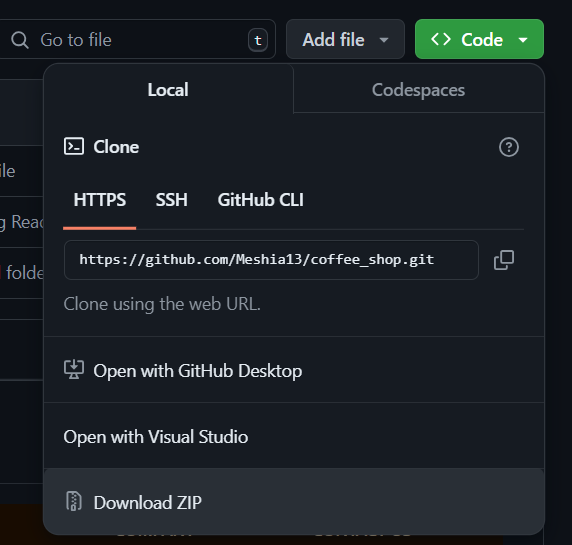 Go to file
t
Add file
Code
Local
Codespaces
Clone
ile
HTTPS
SSH
GitHub CLI
g Read
https://github.com/Meshia13/coffee_shop.git
folde
Clone using the web URL.
Open with GitHub Desktop
Open with Visual Studio
Download ZIP